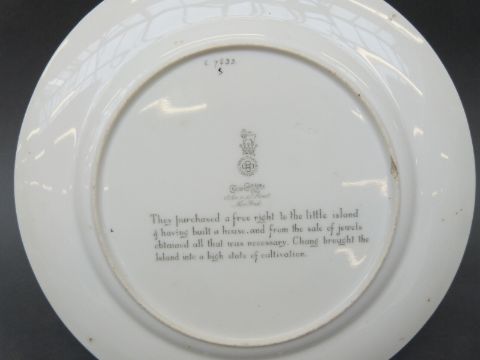 C 7833
S
They purchased a free right to the little island
& having built a house, and from the sale of jewels
obtained all that was necessary. Chang brought the
Island into a high state of cultivation.